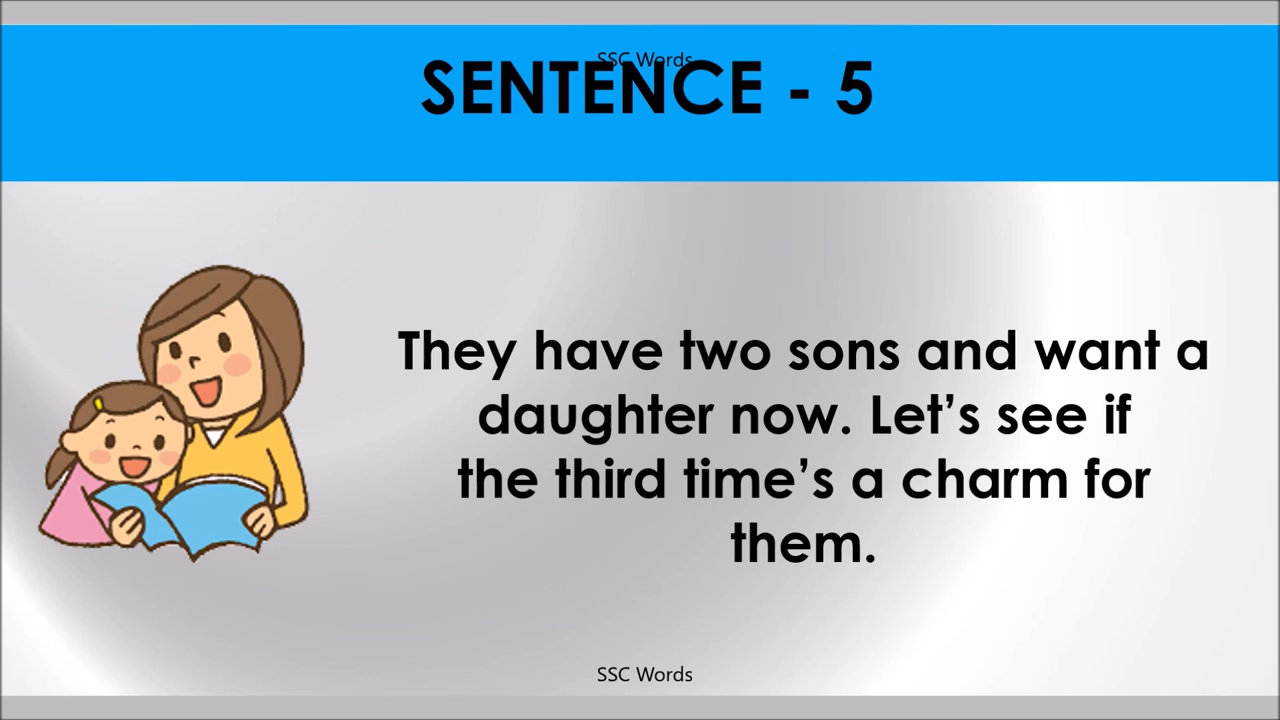 SSC Words
SENTENCE - 5
They have two sons and want a
daughter now. Let’s see if
the third time’s a charm for
them.
SSC Words